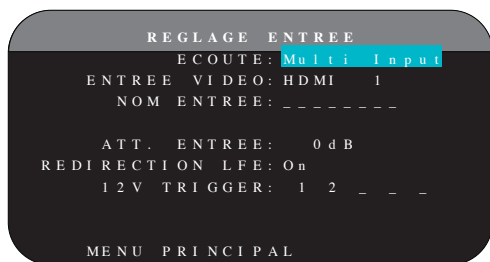 REGLAGE ENTREE
ECOUTE: Multi Input
ENTREE VIDEO: HDMI 1
NOM ENTREE: _ _ _ _ _ _ _ _
ATT. ENTREE: 0dB
REDIRECTION LFE: On
12V TRIGGER: 1 2 _ _ _
MENU PRINCIPAL